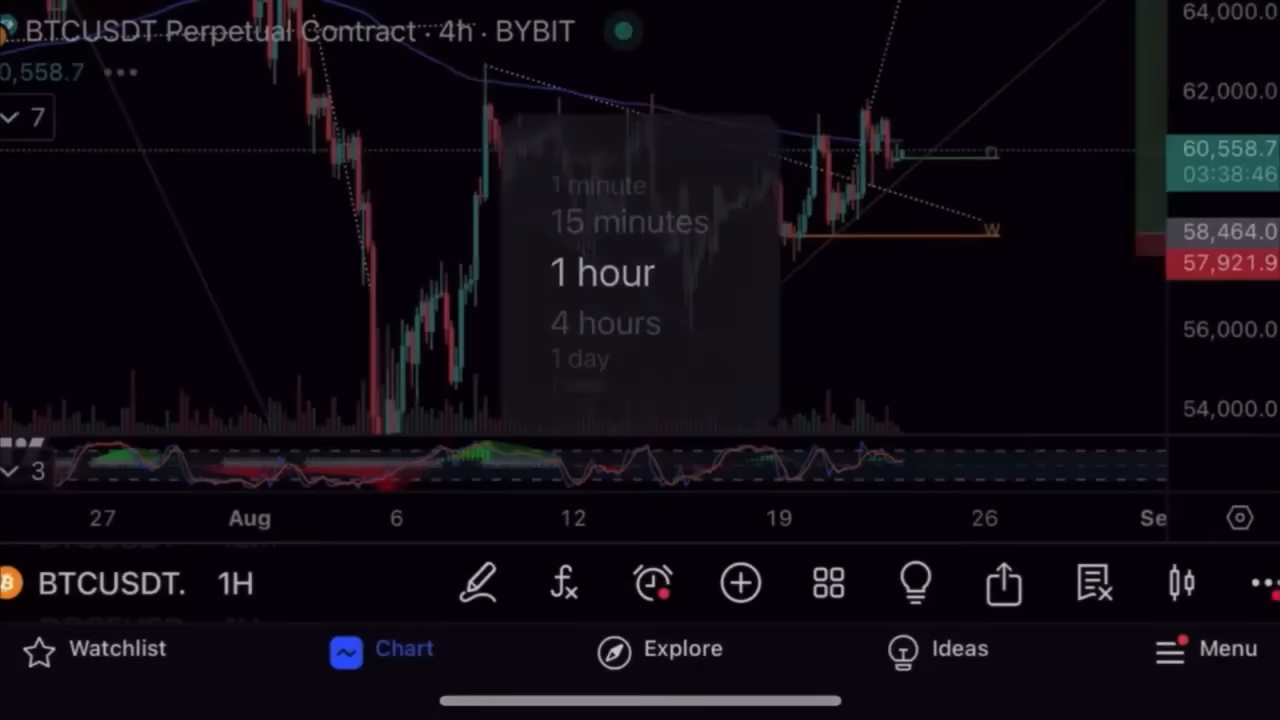 BTCUSDT Perpetual Contract · 4h · BYBIT
0,558.7
7
64,000.0
62,000.0
60,558.7
03:38:46
58,464.0
57,921.9
56,000.0
54,000.0
D
W
1 minute
15 minutes
1 hour
4 hours
1 day
3
27 Aug 6 12 19 26 Se
BTCUSDT. 1H
Watchlist Chart Explore Ideas Menu